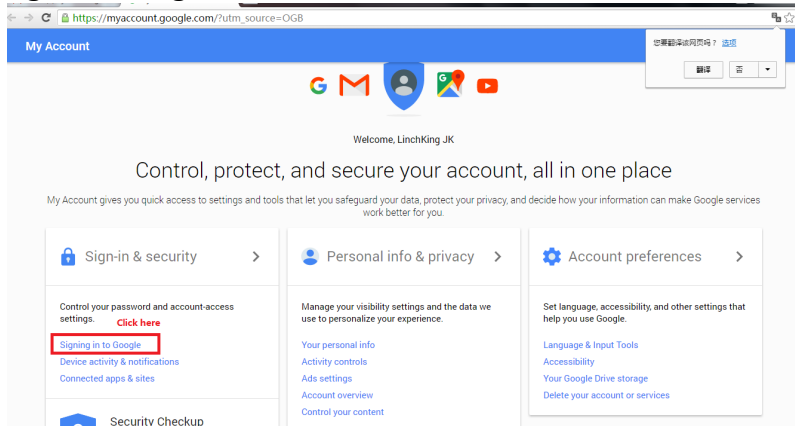 https://myaccount.google.com/?utm_source=OGB
My Account
您要翻译该网页吗？ 选项
翻译 否
Welcome, LinchKing JK
Control, protect, and secure your account, all in one place
My Account gives you quick access to settings and tools that let you safeguard your data, protect your privacy, and decide how your information can make Google services
work better for you.
Sign-in & security
Control your password and account-access
settings.
Click here
Signing in to Google
Device activity & notifications
Connected apps & sites
Security Checkup
Personal info & privacy
Manage your visibility settings and the data we
use to personalize your experience.
Your personal info
Activity controls
Ads settings
Account overview
Control your content
Account preferences
Set language, accessibility, and other settings that
help you use Google.
Language & Input Tools
Accessibility
Your Google Drive storage
Delete your account or services